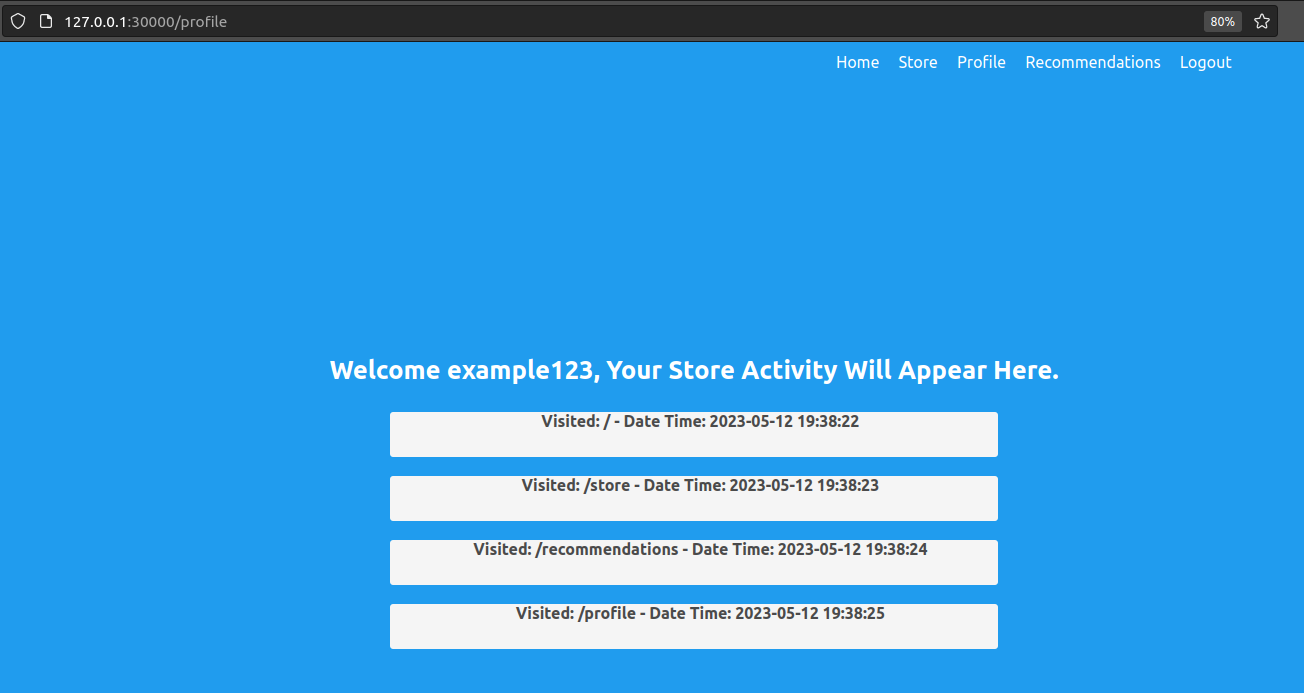 127.0.0.1:30000/profile 80%
Home Store Profile Recommendations Logout
Welcome example123, Your Store Activity Will Appear Here.
Visited: / - Date Time: 2023-05-12 19:38:22
Visited: /store - Date Time: 2023-05-12 19:38:23
Visited: /recommendations - Date Time: 2023-05-12 19:38:24
Visited: /profile - Date Time: 2023-05-12 19:38:25